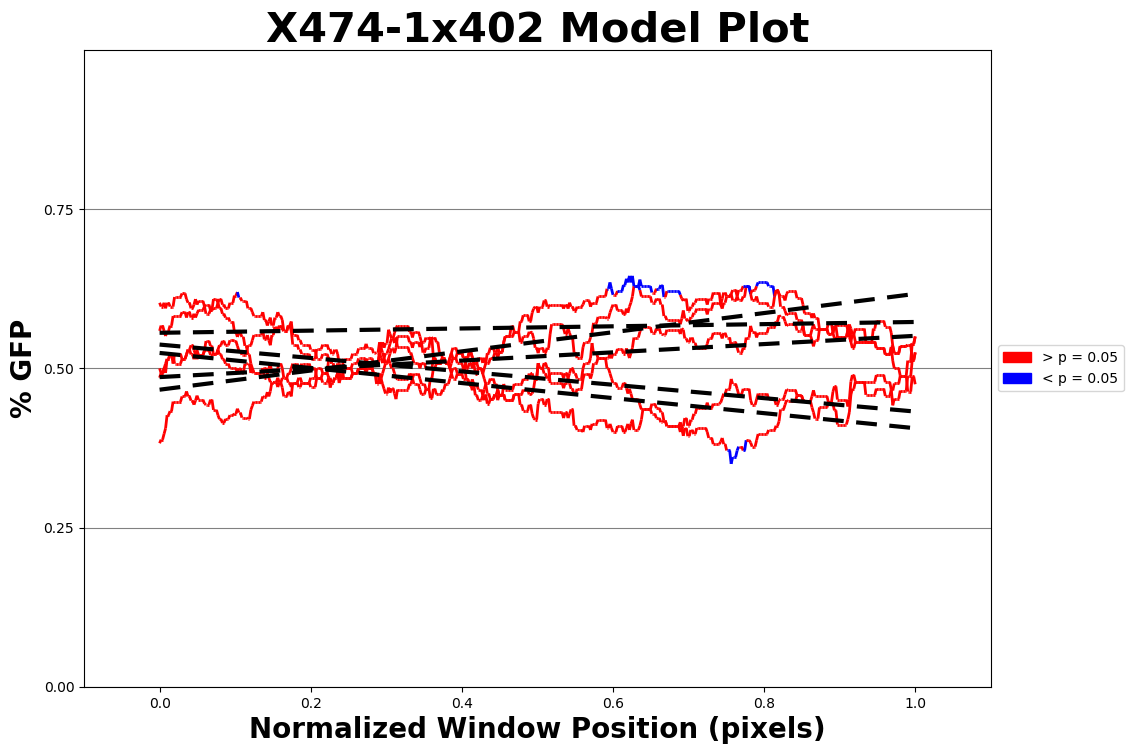 X474-1x402 Model Plot
% GFP
0.75
0.50
0.25
0.00
0.0 0.2 0.4 0.6 0.8 1.0
Normalized Window Position (pixels)
> p = 0.05
< p = 0.05